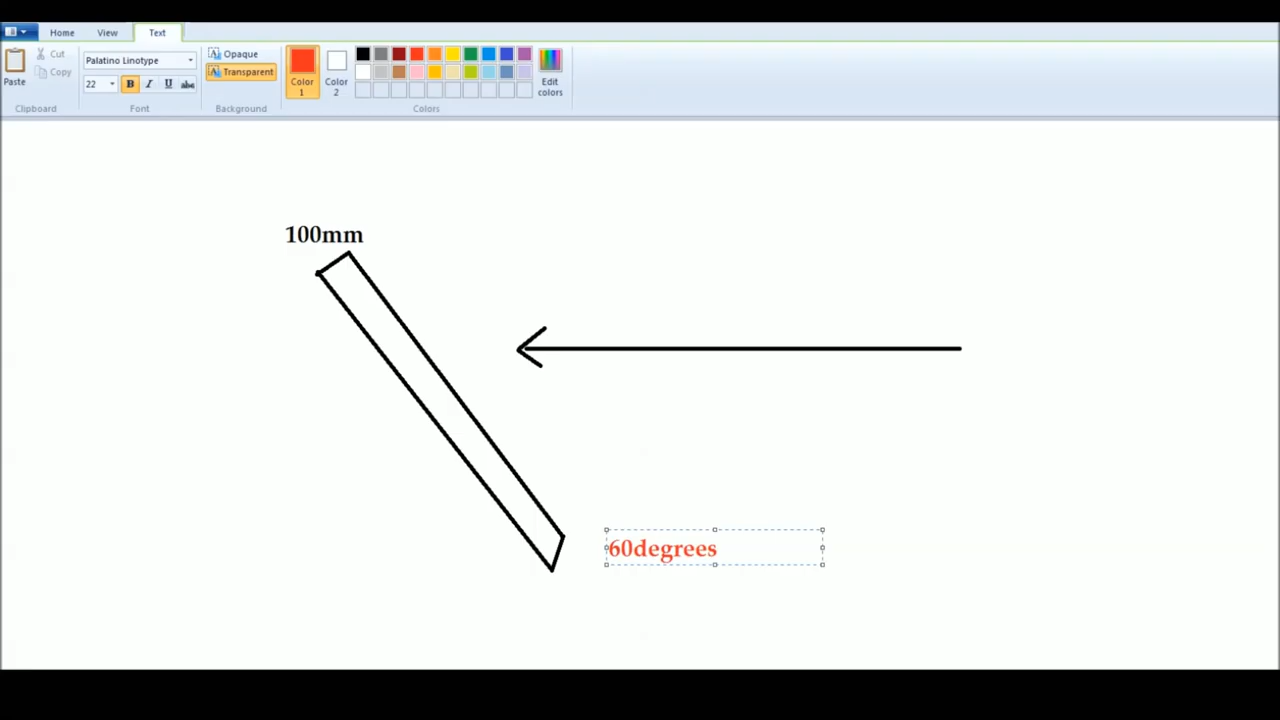 Home View Text
Paste
Cut
Copy
Clipboard
Palatino Linotype
22 B I U abc
Font
Opaque
Transparent
Background
Color 1
Color 2
Edit colors
Colors
100mm
60degrees